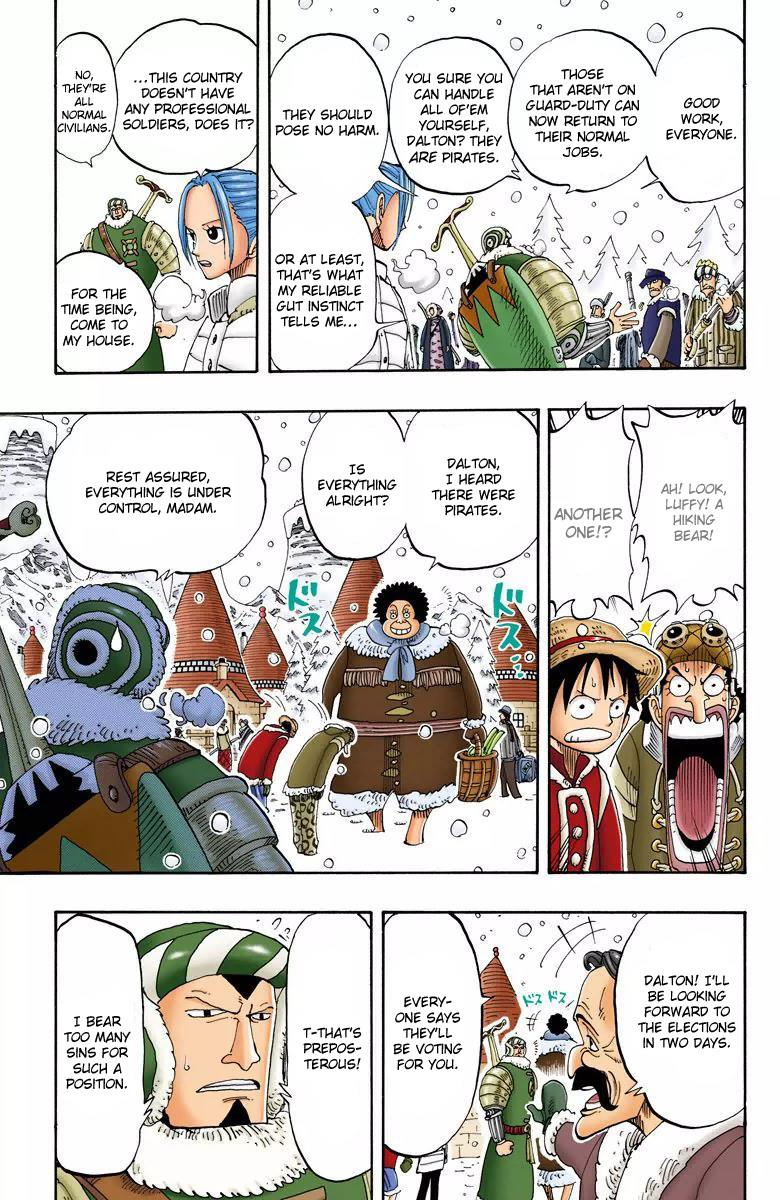 GOOD
WORK,
EVERYONE.
THOSE
THAT AREN'T ON
GUARD-DUTY CAN
NOW RETURN TO
THEIR NORMAL
JOBS.
YOU SURE YOU
CAN HANDLE
ALL OF'EM
YOURSELF,
DALTON? THEY
ARE PIRATES.
THEY SHOULD
POSE NO HARM.
OR AT LEAST,
THAT'S WHAT
MY RELIABLE
GUT INSTINCT
TELLS ME...
...THIS COUNTRY
DOESN'T HAVE
ANY PROFESSIONAL
SOLDIERS, DOES IT?
NO,
THEY'RE
ALL
NORMAL
CIVILIANS.
FOR THE
TIME BEING,
COME TO
MY HOUSE.
AH! LOOK,
LUFFY! A
HIKING
BEAR!
ANOTHER
ONE!?
DALTON,
I HEARD
THERE WERE
PIRATES.
IS
EVERYTHING
ALRIGHT?
REST ASSURED,
EVERYTHING IS UNDER
CONTROL, MADAM.
ドス
ドス...
DALTON! I'LL
BE LOOKING
FORWARD TO
THE ELECTIONS
IN TWO DAYS.
ドス ドス
EVERY-
ONE SAYS
THEY'LL
BE VOTING
FOR YOU.
T-THAT'S
PREPOS-
TEROUS!
I BEAR
TOO MANY
SINS FOR
SUCH A
POSITION.